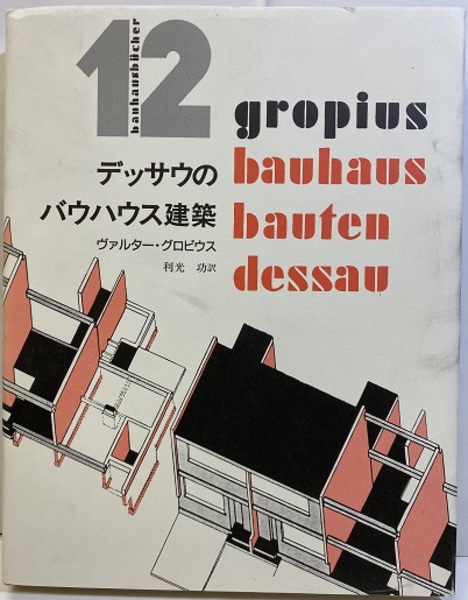 12
bauhausbücher
gropius
bauhaus
bauten
dessau
デッサウの
バウハウス建築
ヴァルター・グロピウス
利光 功訳